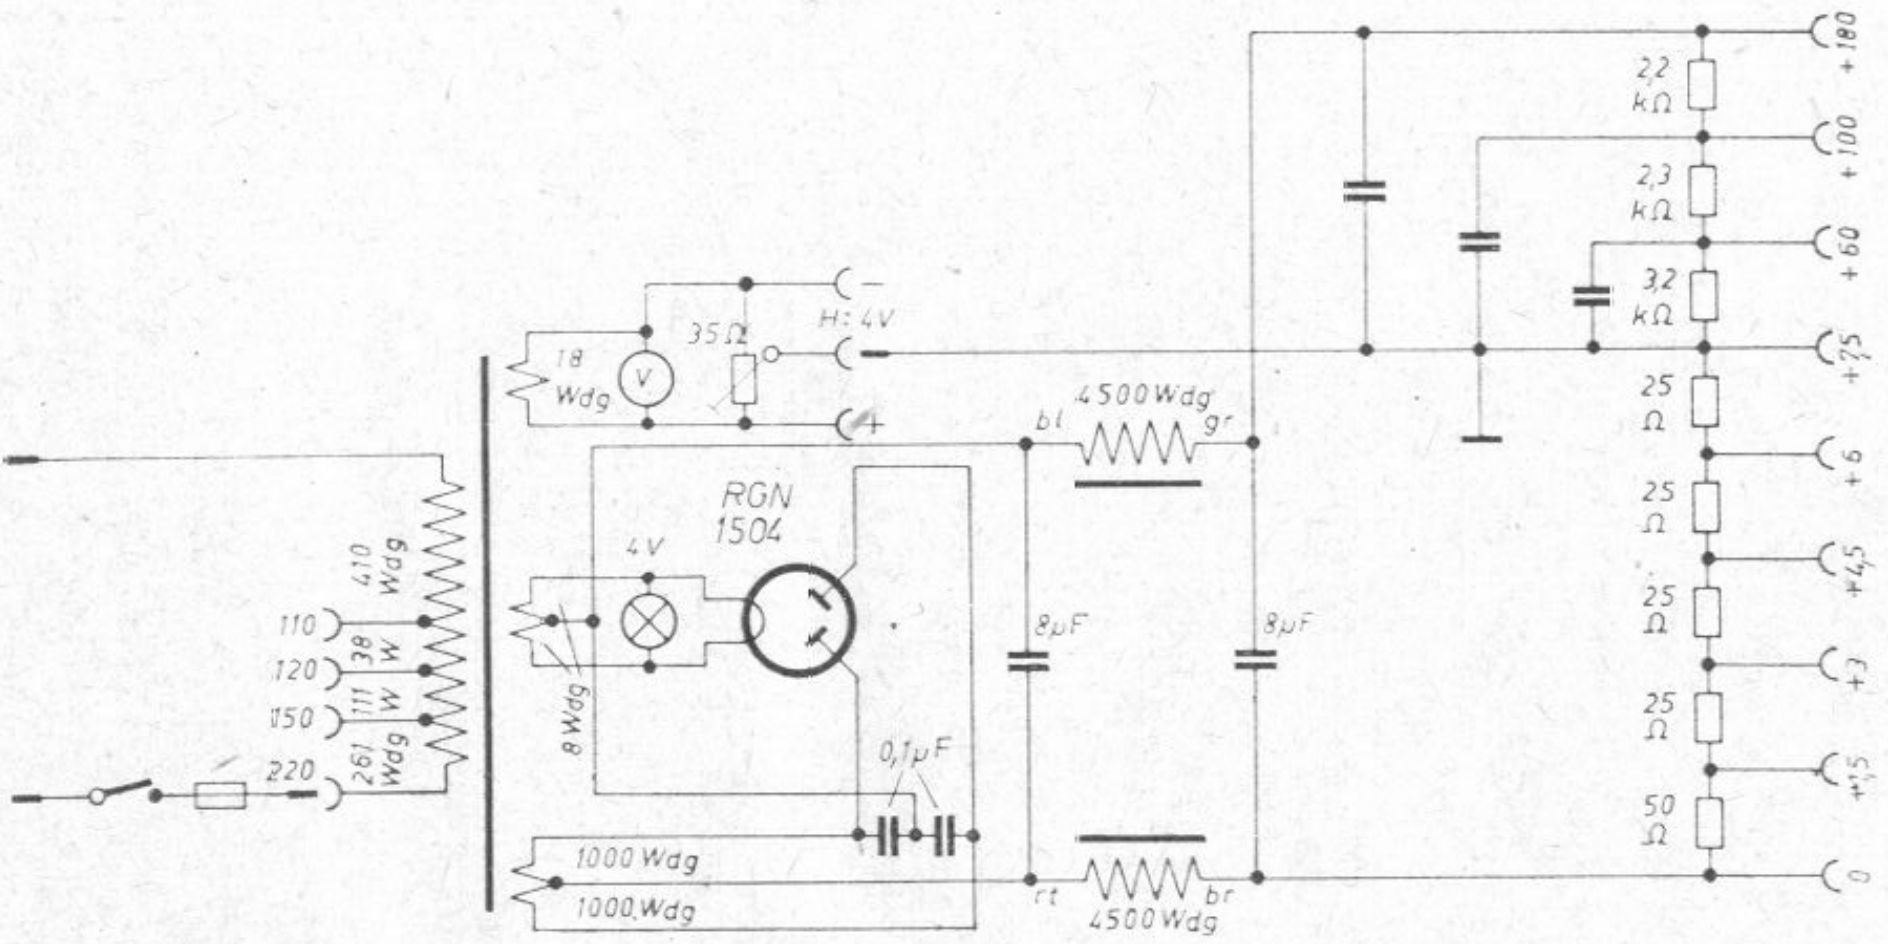 +180
2,2
kΩ
+100
2,3
kΩ
+60
3,2
kΩ
+7,5
25
Ω
+6
25
Ω
+4,5
25
Ω
+3
25
Ω
+1,5
50
Ω
0
−
H: 4V
+
35Ω
18
Wdg
V
4500 Wdg
bl
gr
RGN
1504
4V
8 Wdg
8µF
8µF
0,1µF
410
Wdg
110
38
W
120
111
W
150
261
Wdg
220
1000 Wdg
1000 Wdg
rt
br
4500 Wdg